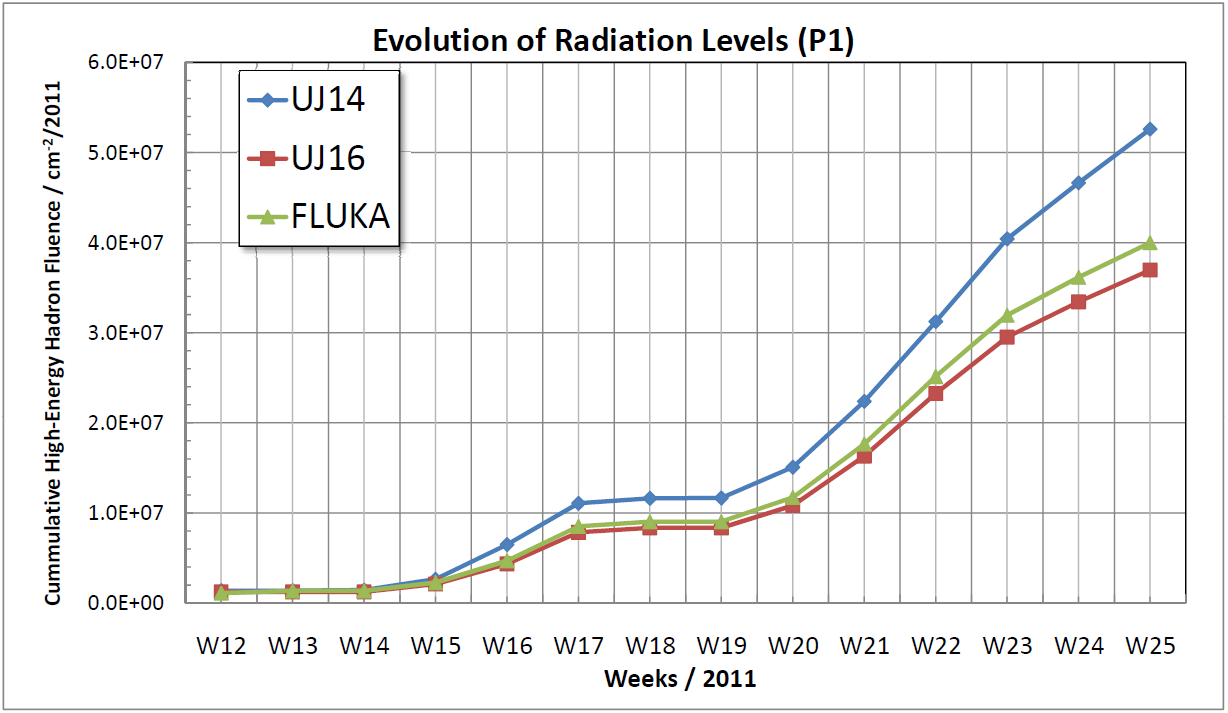 Evolution of Radiation Levels (P1)
6.0E+07
5.0E+07
4.0E+07
3.0E+07
2.0E+07
1.0E+07
0.0E+00
Cummulative High-Energy Hadron Fluence / cm⁻²/2011
UJ14
UJ16
FLUKA
W12 W13 W14 W15 W16 W17 W18 W19 W20 W21 W22 W23 W24 W25
Weeks / 2011